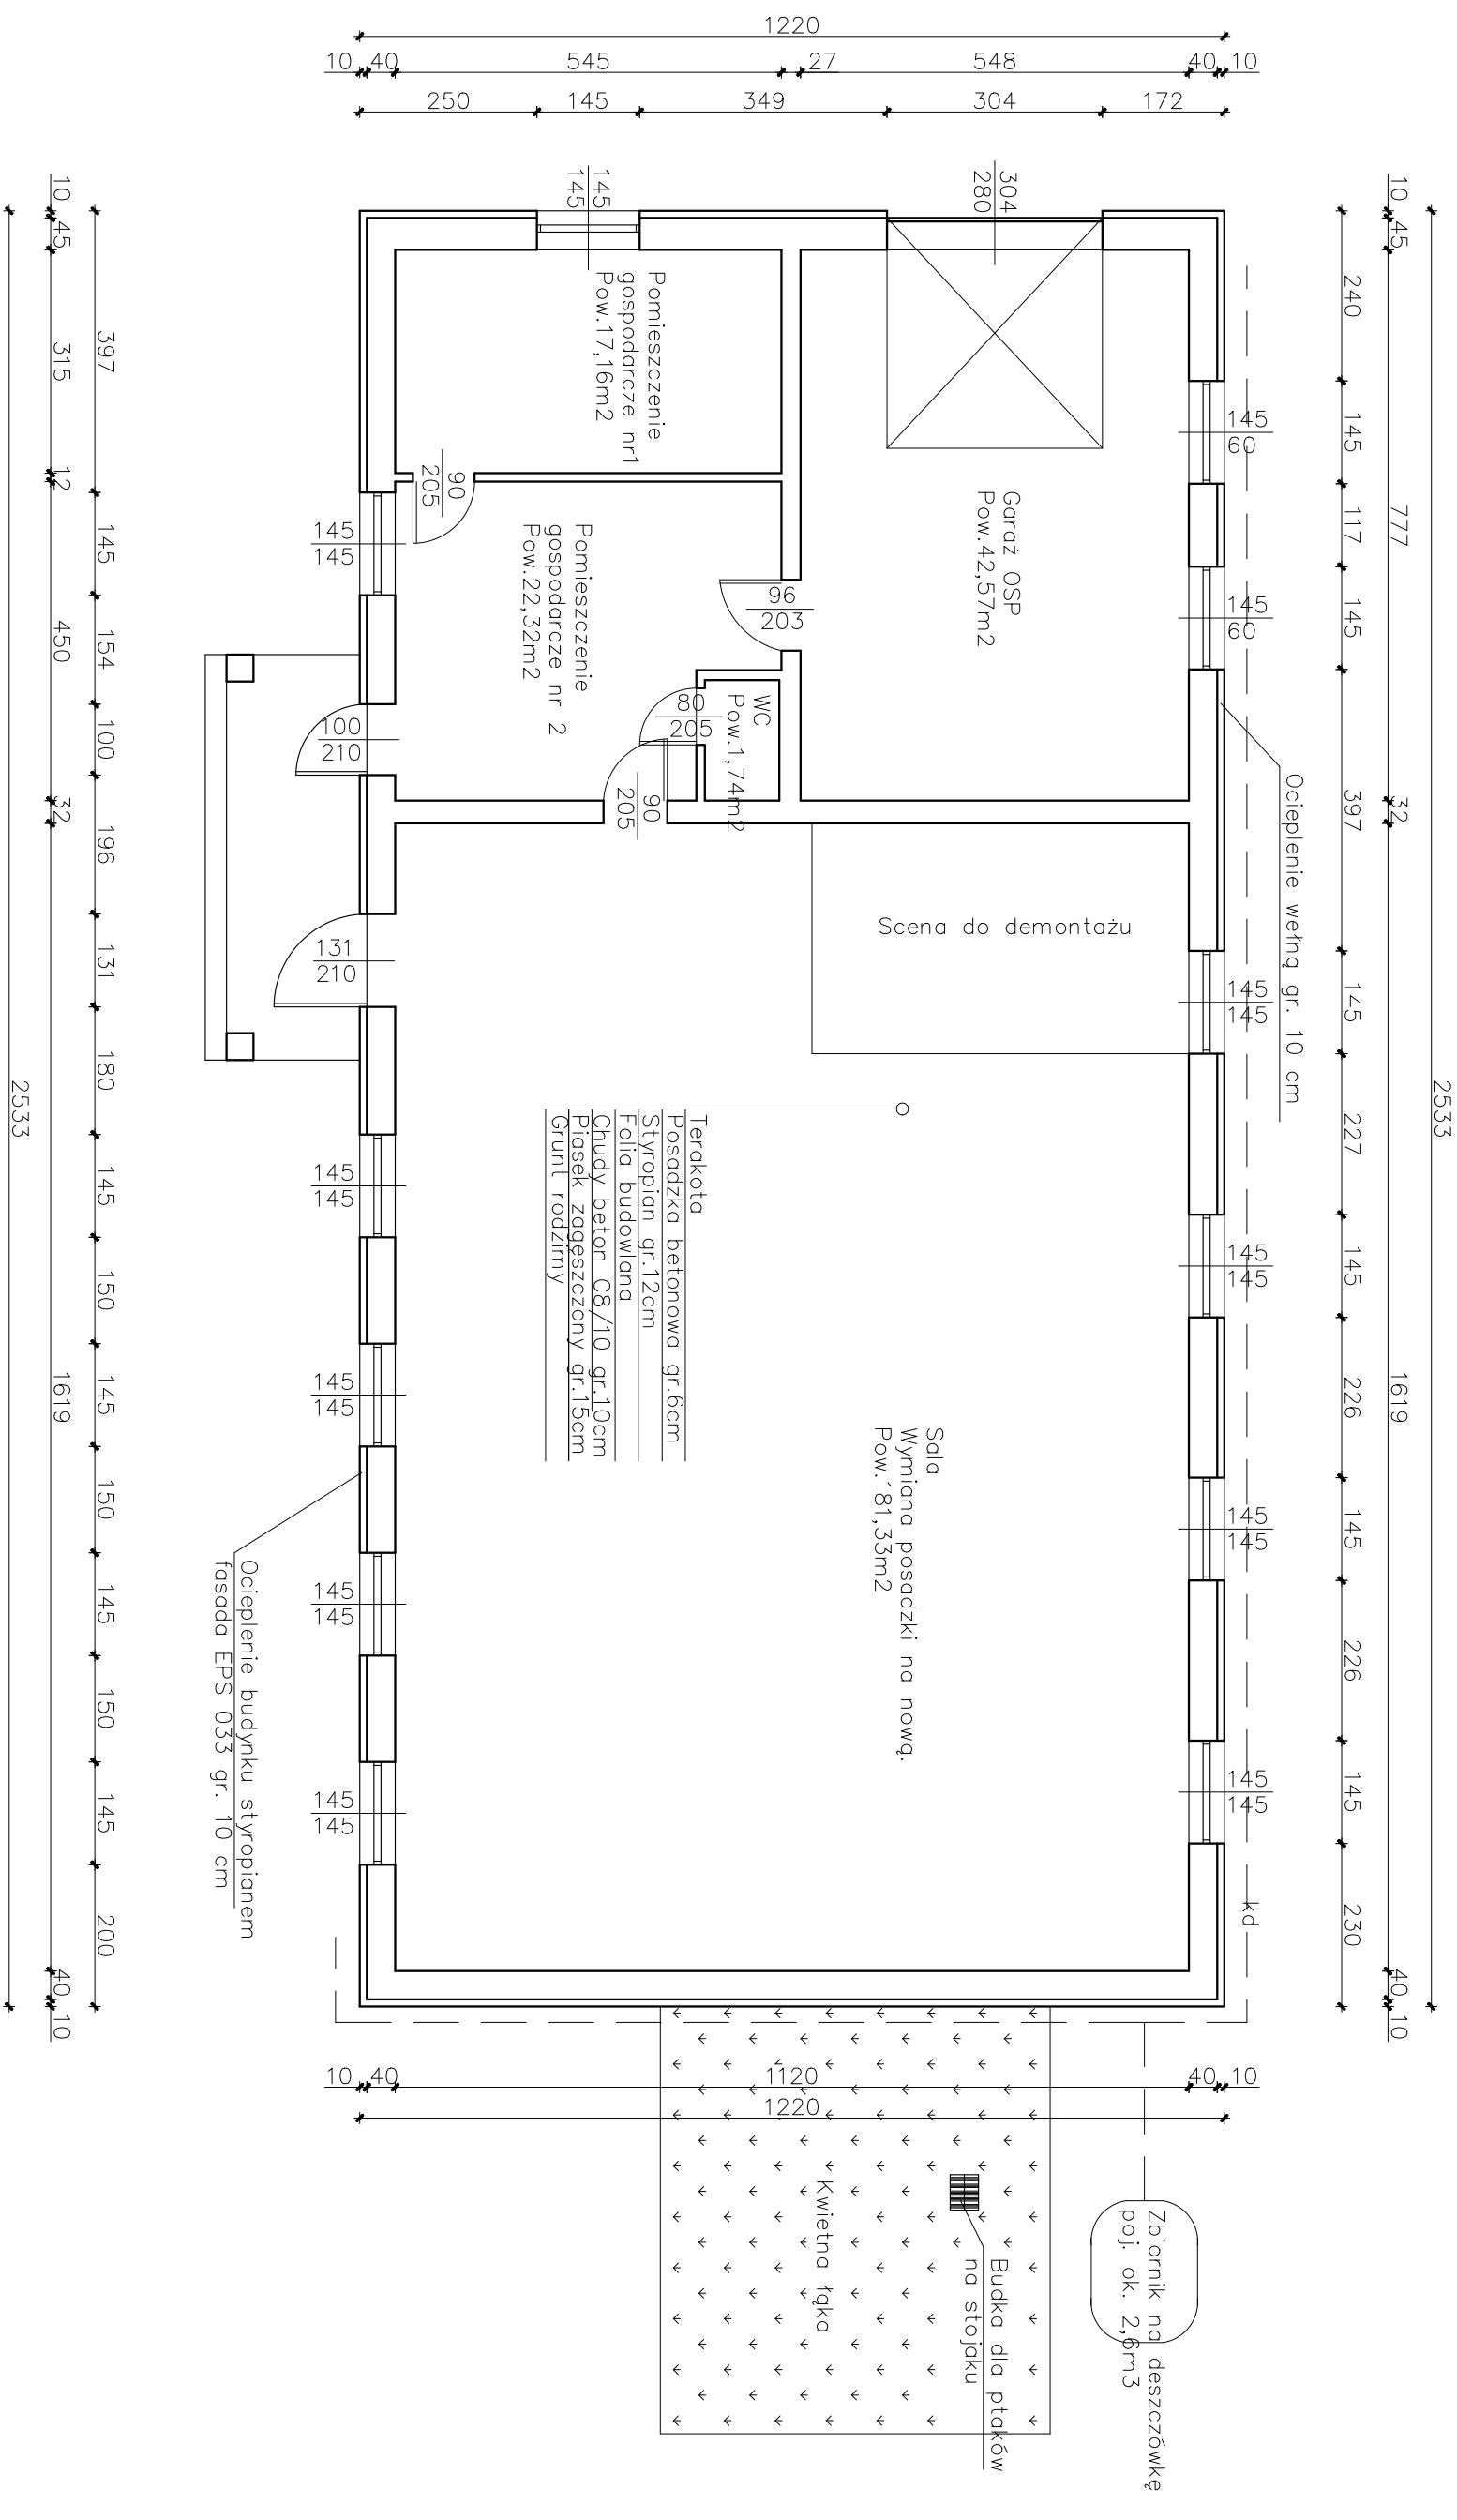 1220
10 40 545 27 548 40 10
250 145 349 304 172
2533
10 45 777 32 1619 40 10
240 145 117 145 397 145 227 145 226 145 226 145 230
304
280
145
145
Pomieszczenie
gospodarcze nr1
Pow.17,16m2
90
205
145
145
Garaż OSP
Pow.42,57m2
145
60
145
60
96
203
Pomieszczenie
gospodarcze nr 2
Pow.22,32m2
WC
Pow.1,74m2
80
205
90
205
100
210
131
210
Ocieplenie wełną gr. 10 cm
Scena do demontażu
145
145
145
145
145
145
145
145
Terakota
Posadzka betonowa gr.6cm
Styropian gr.12cm
Folia budowlana
Chudy beton C8/10 gr.10cm
Piasek zagęszczony gr.15cm
Grunt rodzimy
Sala
Wymiana posadzki na nową.
Pow.181,33m2
145
145
145
145
145
145
145
145
Ocieplenie budynku styropianem
fasada EPS 033 gr. 10 cm
kd
397 145 154 100 196 131 180 145 150 145 150 145 150 145 200
10 45 315 12 450 32 1619 40 10
2533
10 40 1120 40 10
1220
Zbiornik na deszczówkę
poj. ok. 2,6m3
Budka dla ptaków
na stojaku
Kwietna łąka